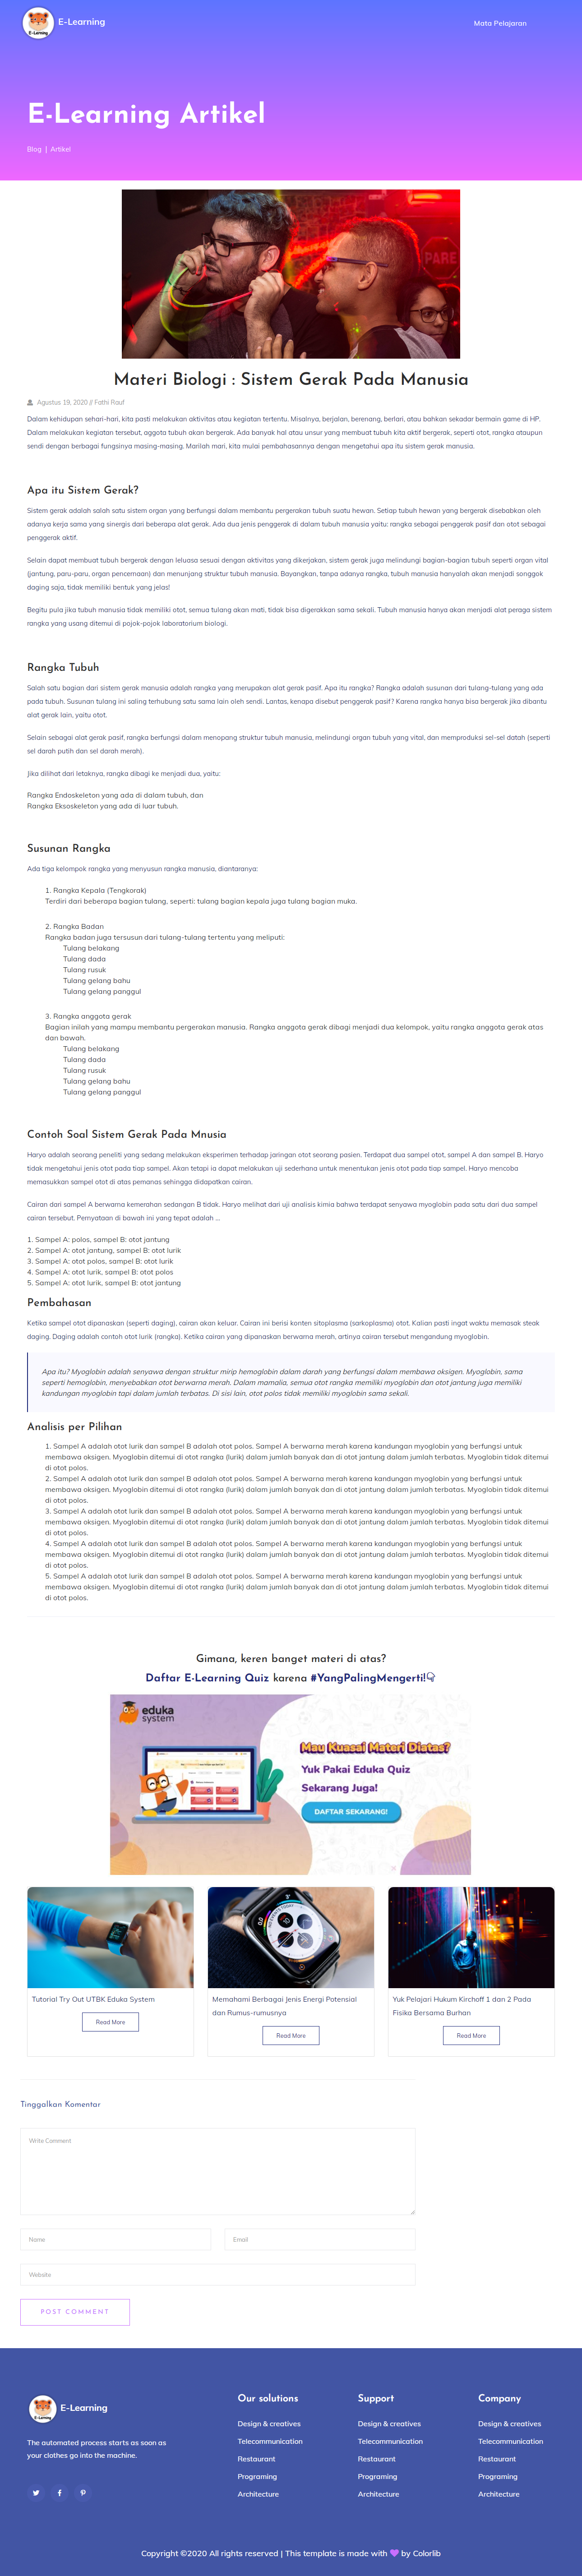 E-Learning
Mata Pelajaran
E-Learning Artikel
Blog | Artikel
PARE
Materi Biologi : Sistem Gerak Pada Manusia
Agustus 19, 2020 // Fathi Rauf
Dalam kehidupan sehari-hari, kita pasti melakukan aktivitas atau kegiatan tertentu. Misalnya, berjalan, berenang, berlari, atau bahkan sekadar bermain game di HP.
Dalam melakukan kegiatan tersebut, aggota tubuh akan bergerak. Ada banyak hal atau unsur yang membuat tubuh kita aktif bergerak, seperti otot, rangka ataupun
sendi dengan berbagai fungsinya masing-masing. Marilah mari, kita mulai pembahasannya dengan mengetahui apa itu sistem gerak manusia.
Apa itu Sistem Gerak?
Sistem gerak adalah salah satu sistem organ yang berfungsi dalam membantu pergerakan tubuh suatu hewan. Setiap tubuh hewan yang bergerak disebabkan oleh
adanya kerja sama yang sinergis dari beberapa alat gerak. Ada dua jenis penggerak di dalam tubuh manusia yaitu: rangka sebagai penggerak pasif dan otot sebagai
penggerak aktif.
Selain dapat membuat tubuh bergerak dengan leluasa sesuai dengan aktivitas yang dikerjakan, sistem gerak juga melindungi bagian-bagian tubuh seperti organ vital
(jantung, paru-paru, organ pencernaan) dan menunjang struktur tubuh manusia. Bayangkan, tanpa adanya rangka, tubuh manusia hanyalah akan menjadi songgok
daging saja, tidak memiliki bentuk yang jelas!
Begitu pula jika tubuh manusia tidak memiliki otot, semua tulang akan mati, tidak bisa digerakkan sama sekali. Tubuh manusia hanya akan menjadi alat peraga sistem
rangka yang usang ditemui di pojok-pojok laboratorium biologi.
Rangka Tubuh
Salah satu bagian dari sistem gerak manusia adalah rangka yang merupakan alat gerak pasif. Apa itu rangka? Rangka adalah susunan dari tulang-tulang yang ada
pada tubuh. Susunan tulang ini saling terhubung satu sama lain oleh sendi. Lantas, kenapa disebut penggerak pasif? Karena rangka hanya bisa bergerak jika dibantu
alat gerak lain, yaitu otot.
Selain sebagai alat gerak pasif, rangka berfungsi dalam menopang struktur tubuh manusia, melindungi organ tubuh yang vital, dan memproduksi sel-sel datah (seperti
sel darah putih dan sel darah merah).
Jika dilihat dari letaknya, rangka dibagi ke menjadi dua, yaitu:
Rangka Endoskeleton yang ada di dalam tubuh, dan
Rangka Eksoskeleton yang ada di luar tubuh.
Susunan Rangka
Ada tiga kelompok rangka yang menyusun rangka manusia, diantaranya:
1. Rangka Kepala (Tengkorak)
Terdiri dari beberapa bagian tulang, seperti: tulang bagian kepala juga tulang bagian muka.
2. Rangka Badan
Rangka badan juga tersusun dari tulang-tulang tertentu yang meliputi:
Tulang belakang
Tulang dada
Tulang rusuk
Tulang gelang bahu
Tulang gelang panggul
3. Rangka anggota gerak
Bagian inilah yang mampu membantu pergerakan manusia. Rangka anggota gerak dibagi menjadi dua kelompok, yaitu rangka anggota gerak atas
dan bawah.
Tulang belakang
Tulang dada
Tulang rusuk
Tulang gelang bahu
Tulang gelang panggul
Contoh Soal Sistem Gerak Pada Mnusia
Haryo adalah seorang peneliti yang sedang melakukan eksperimen terhadap jaringan otot seorang pasien. Terdapat dua sampel otot, sampel A dan sampel B. Haryo
tidak mengetahui jenis otot pada tiap sampel. Akan tetapi ia dapat melakukan uji sederhana untuk menentukan jenis otot pada tiap sampel. Haryo mencoba
memasukkan sampel otot di atas pemanas sehingga didapatkan cairan.
Cairan dari sampel A berwarna kemerahan sedangan B tidak. Haryo melihat dari uji analisis kimia bahwa terdapat senyawa myoglobin pada satu dari dua sampel
cairan tersebut. Pernyataan di bawah ini yang tepat adalah ...
1. Sampel A: polos, sampel B: otot jantung
2. Sampel A: otot jantung, sampel B: otot lurik
3. Sampel A: otot polos, sampel B: otot lurik
4. Sampel A: otot lurik, sampel B: otot polos
5. Sampel A: otot lurik, sampel B: otot jantung
Pembahasan
Ketika sampel otot dipanaskan (seperti daging), cairan akan keluar. Cairan ini berisi konten sitoplasma (sarkoplasma) otot. Kalian pasti ingat waktu memasak steak
daging. Daging adalah contoh otot lurik (rangka). Ketika cairan yang dipanaskan berwarna merah, artinya cairan tersebut mengandung myoglobin.
Apa itu? Myoglobin adalah senyawa dengan struktur mirip hemoglobin dalam darah yang berfungsi dalam membawa oksigen. Myoglobin, sama
seperti hemoglobin, menyebabkan otot berwarna merah. Dalam mamalia, semua otot rangka memiliki myoglobin dan otot jantung juga memiliki
kandungan myoglobin tapi dalam jumlah terbatas. Di sisi lain, otot polos tidak memiliki myoglobin sama sekali.
Analisis per Pilihan
1. Sampel A adalah otot lurik dan sampel B adalah otot polos. Sampel A berwarna merah karena kandungan myoglobin yang berfungsi untuk
membawa oksigen. Myoglobin ditemui di otot rangka (lurik) dalam jumlah banyak dan di otot jantung dalam jumlah terbatas. Myoglobin tidak ditemui
di otot polos.
2. Sampel A adalah otot lurik dan sampel B adalah otot polos. Sampel A berwarna merah karena kandungan myoglobin yang berfungsi untuk
membawa oksigen. Myoglobin ditemui di otot rangka (lurik) dalam jumlah banyak dan di otot jantung dalam jumlah terbatas. Myoglobin tidak ditemui
di otot polos.
3. Sampel A adalah otot lurik dan sampel B adalah otot polos. Sampel A berwarna merah karena kandungan myoglobin yang berfungsi untuk
membawa oksigen. Myoglobin ditemui di otot rangka (lurik) dalam jumlah banyak dan di otot jantung dalam jumlah terbatas. Myoglobin tidak ditemui
di otot polos.
4. Sampel A adalah otot lurik dan sampel B adalah otot polos. Sampel A berwarna merah karena kandungan myoglobin yang berfungsi untuk
membawa oksigen. Myoglobin ditemui di otot rangka (lurik) dalam jumlah banyak dan di otot jantung dalam jumlah terbatas. Myoglobin tidak ditemui
di otot polos.
5. Sampel A adalah otot lurik dan sampel B adalah otot polos. Sampel A berwarna merah karena kandungan myoglobin yang berfungsi untuk
membawa oksigen. Myoglobin ditemui di otot rangka (lurik) dalam jumlah banyak dan di otot jantung dalam jumlah terbatas. Myoglobin tidak ditemui
di otot polos.
Gimana, keren banget materi di atas?
Daftar E-Learning Quiz karena #YangPalingMengerti!
eduka
system
Mau Kuasai Materi Diatas?
Yuk Pakai Eduka Quiz
Sekarang Juga!
DAFTAR SEKARANG!
Tutorial Try Out UTBK Eduka System
Read More
Memahami Berbagai Jenis Energi Potensial
dan Rumus-rumusnya
Read More
Yuk Pelajari Hukum Kirchoff 1 dan 2 Pada
Fisika Bersama Burhan
Read More
Tinggalkan Komentar
Write Comment
Name
Email
Website
POST COMMENT
E-Learning
The automated process starts as soon as
your clothes go into the machine.
Our solutions
Design & creatives
Telecommunication
Restaurant
Programing
Architecture
Support
Design & creatives
Telecommunication
Restaurant
Programing
Architecture
Company
Design & creatives
Telecommunication
Restaurant
Programing
Architecture
Copyright ©2020 All rights reserved | This template is made with by Colorlib